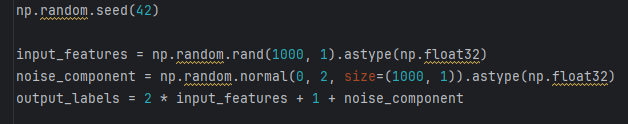 np.random.seed(42)
input_features = np.random.rand(1000, 1).astype(np.float32)
noise_component = np.random.normal(0, 2, size=(1000, 1)).astype(np.float32)
output_labels = 2 * input_features + 1 + noise_component